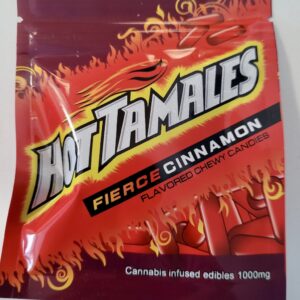 HOT TAMALES
FIERCE CINNAMON
FLAVORED CHEWY CANDIES
Cannabis infused edibles 1000mg